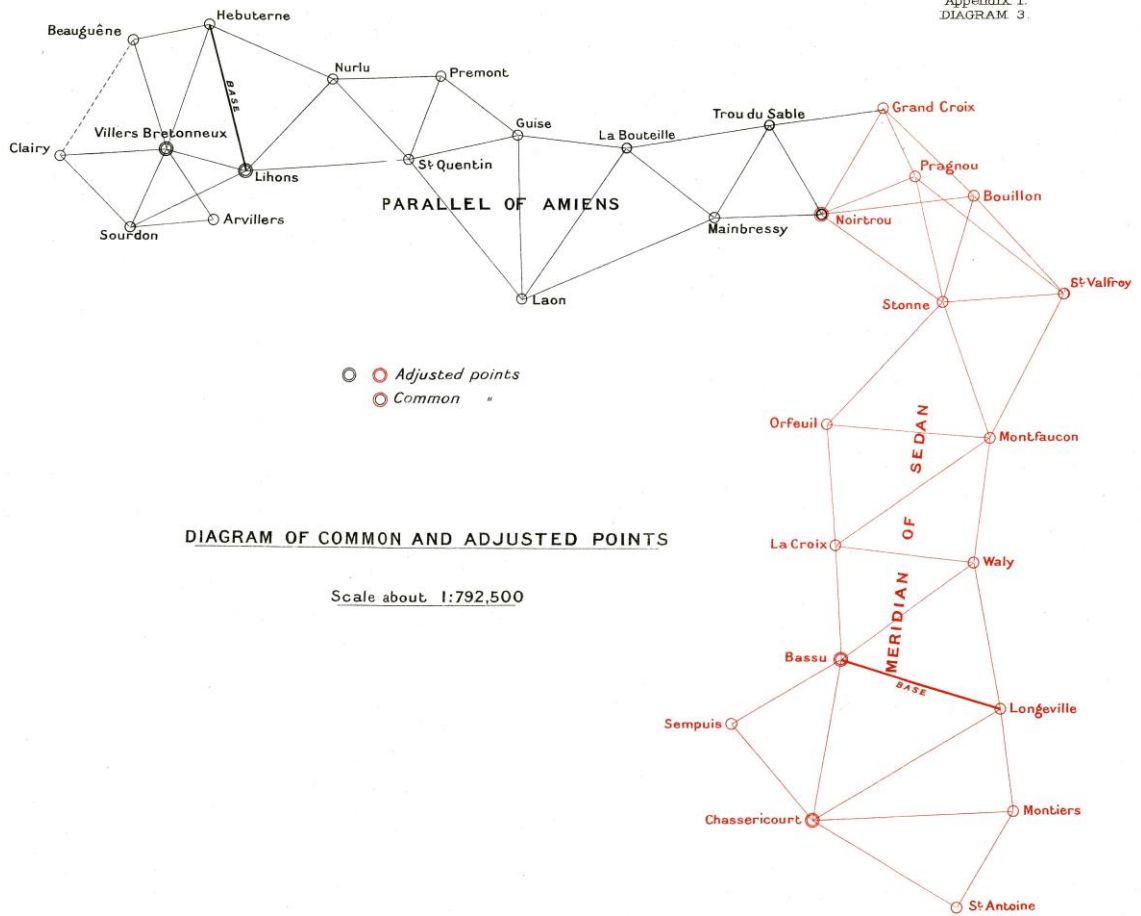 Appendix 1.
DIAGRAM 3.
Hebuterne
Beauguêne
BASE
Nurlu
Premont
Villers Bretonneux
Clairy
Lihons
Guise
La Bouteille
Trou du Sable
Grand Croix
St Quentin
Pragnou
Bouillon
PARALLEL OF AMIENS
Arvillers
Sourdon
Mainbressy
Noirtrou
Laon
Stonne
St Valfroy
Adjusted points
Common "
Orfeuil
Montfaucon
MERIDIAN OF SEDAN
DIAGRAM OF COMMON AND ADJUSTED POINTS
La Croix
Waly
Scale about 1:792,500
Bassu
BASE
Longeville
Sempuis
Chassericourt
Montiers
St Antoine